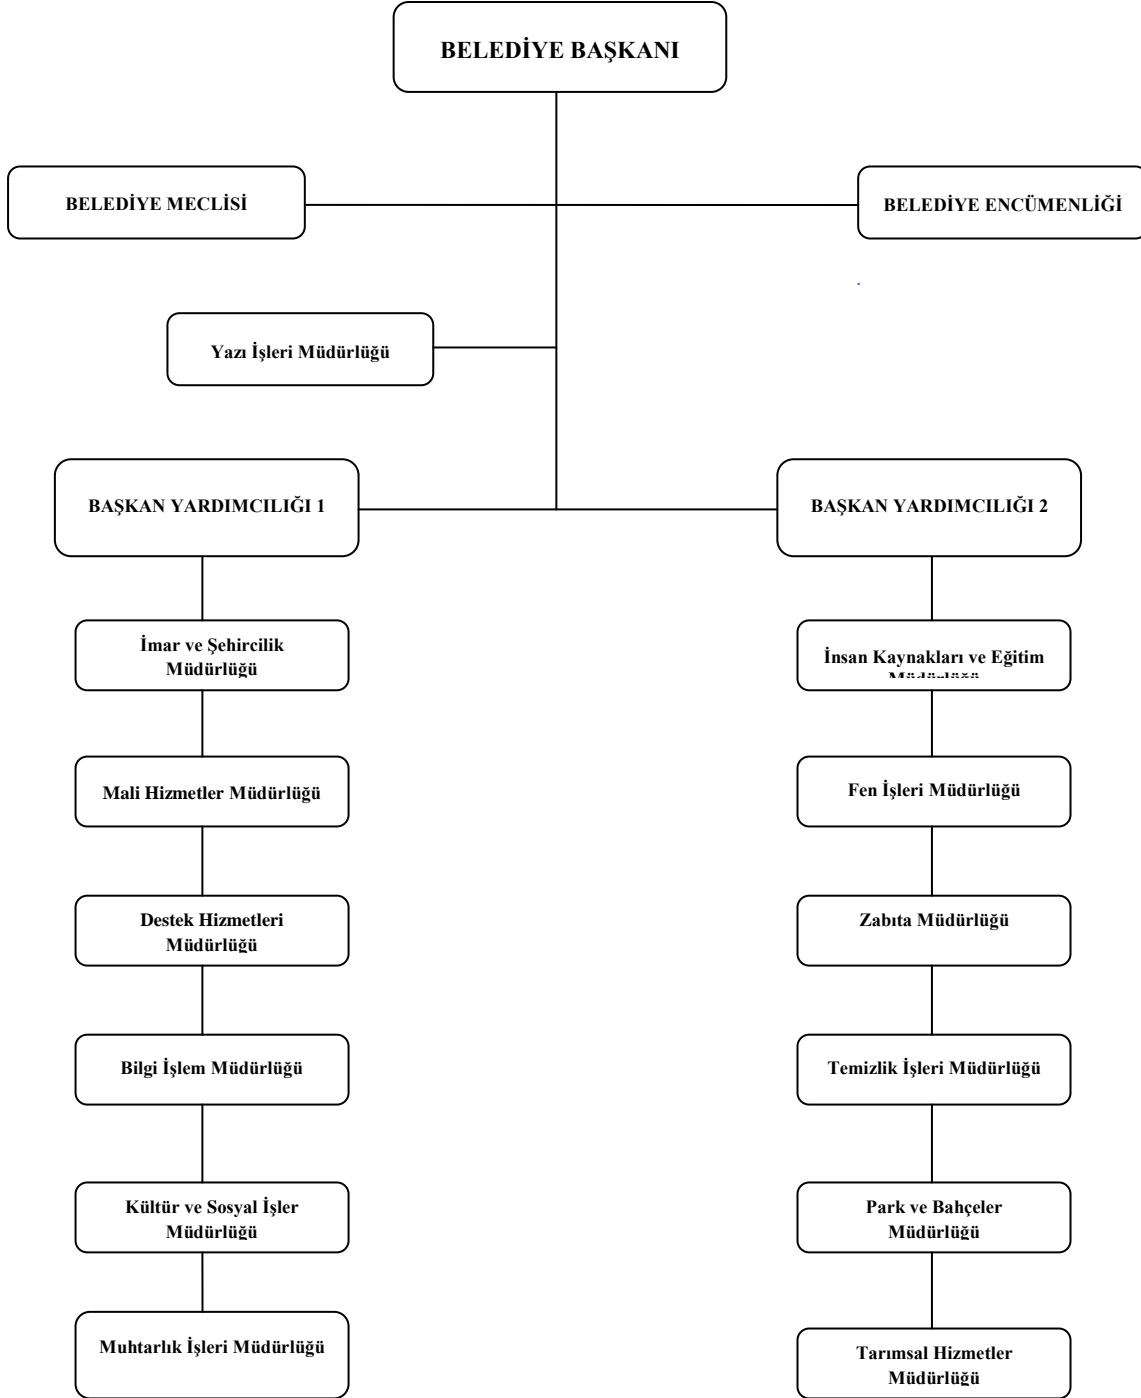 BELEDİYE BAŞKANI
BELEDİYE MECLİSİ
BELEDİYE ENCÜMENLİĞİ
Yazı İşleri Müdürlüğü
BAŞKAN YARDIMCILIĞI 1
BAŞKAN YARDIMCILIĞI 2
İmar ve Şehircilik
Müdürlüğü
İnsan Kaynakları ve Eğitim
Müdürlüğü
Mali Hizmetler Müdürlüğü
Fen İşleri Müdürlüğü
Destek Hizmetleri
Müdürlüğü
Zabıta Müdürlüğü
Bilgi İşlem Müdürlüğü
Temizlik İşleri Müdürlüğü
Kültür ve Sosyal İşler
Müdürlüğü
Park ve Bahçeler
Müdürlüğü
Muhtarlık İşleri Müdürlüğü
Tarımsal Hizmetler
Müdürlüğü